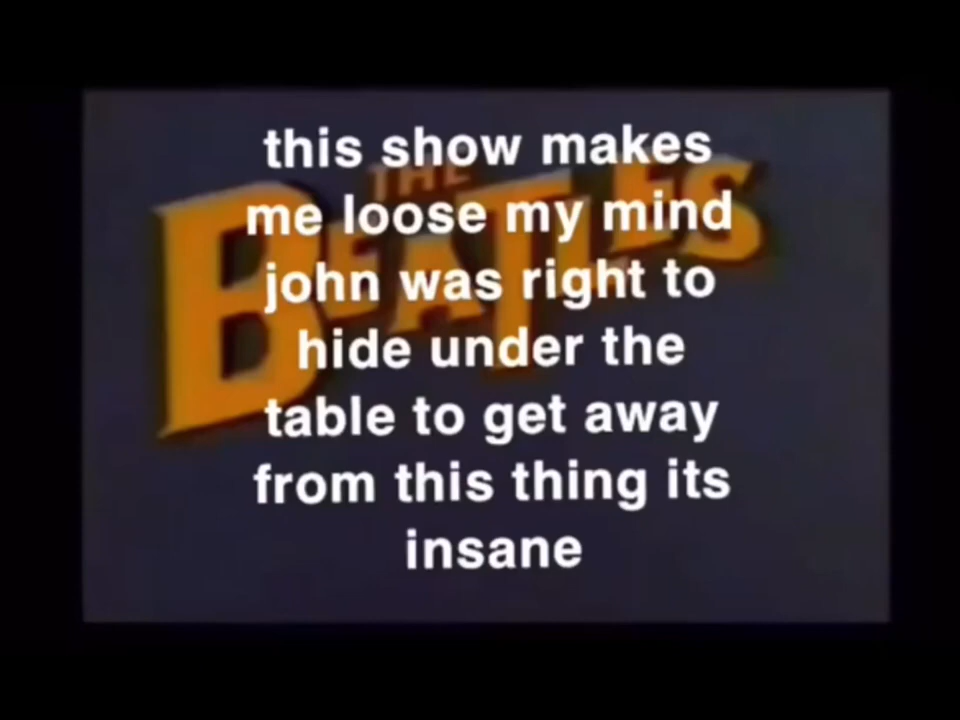 this show makes
THE
me loose my mind
BEATLES
john was right to
hide under the
table to get away
from this thing its
insane